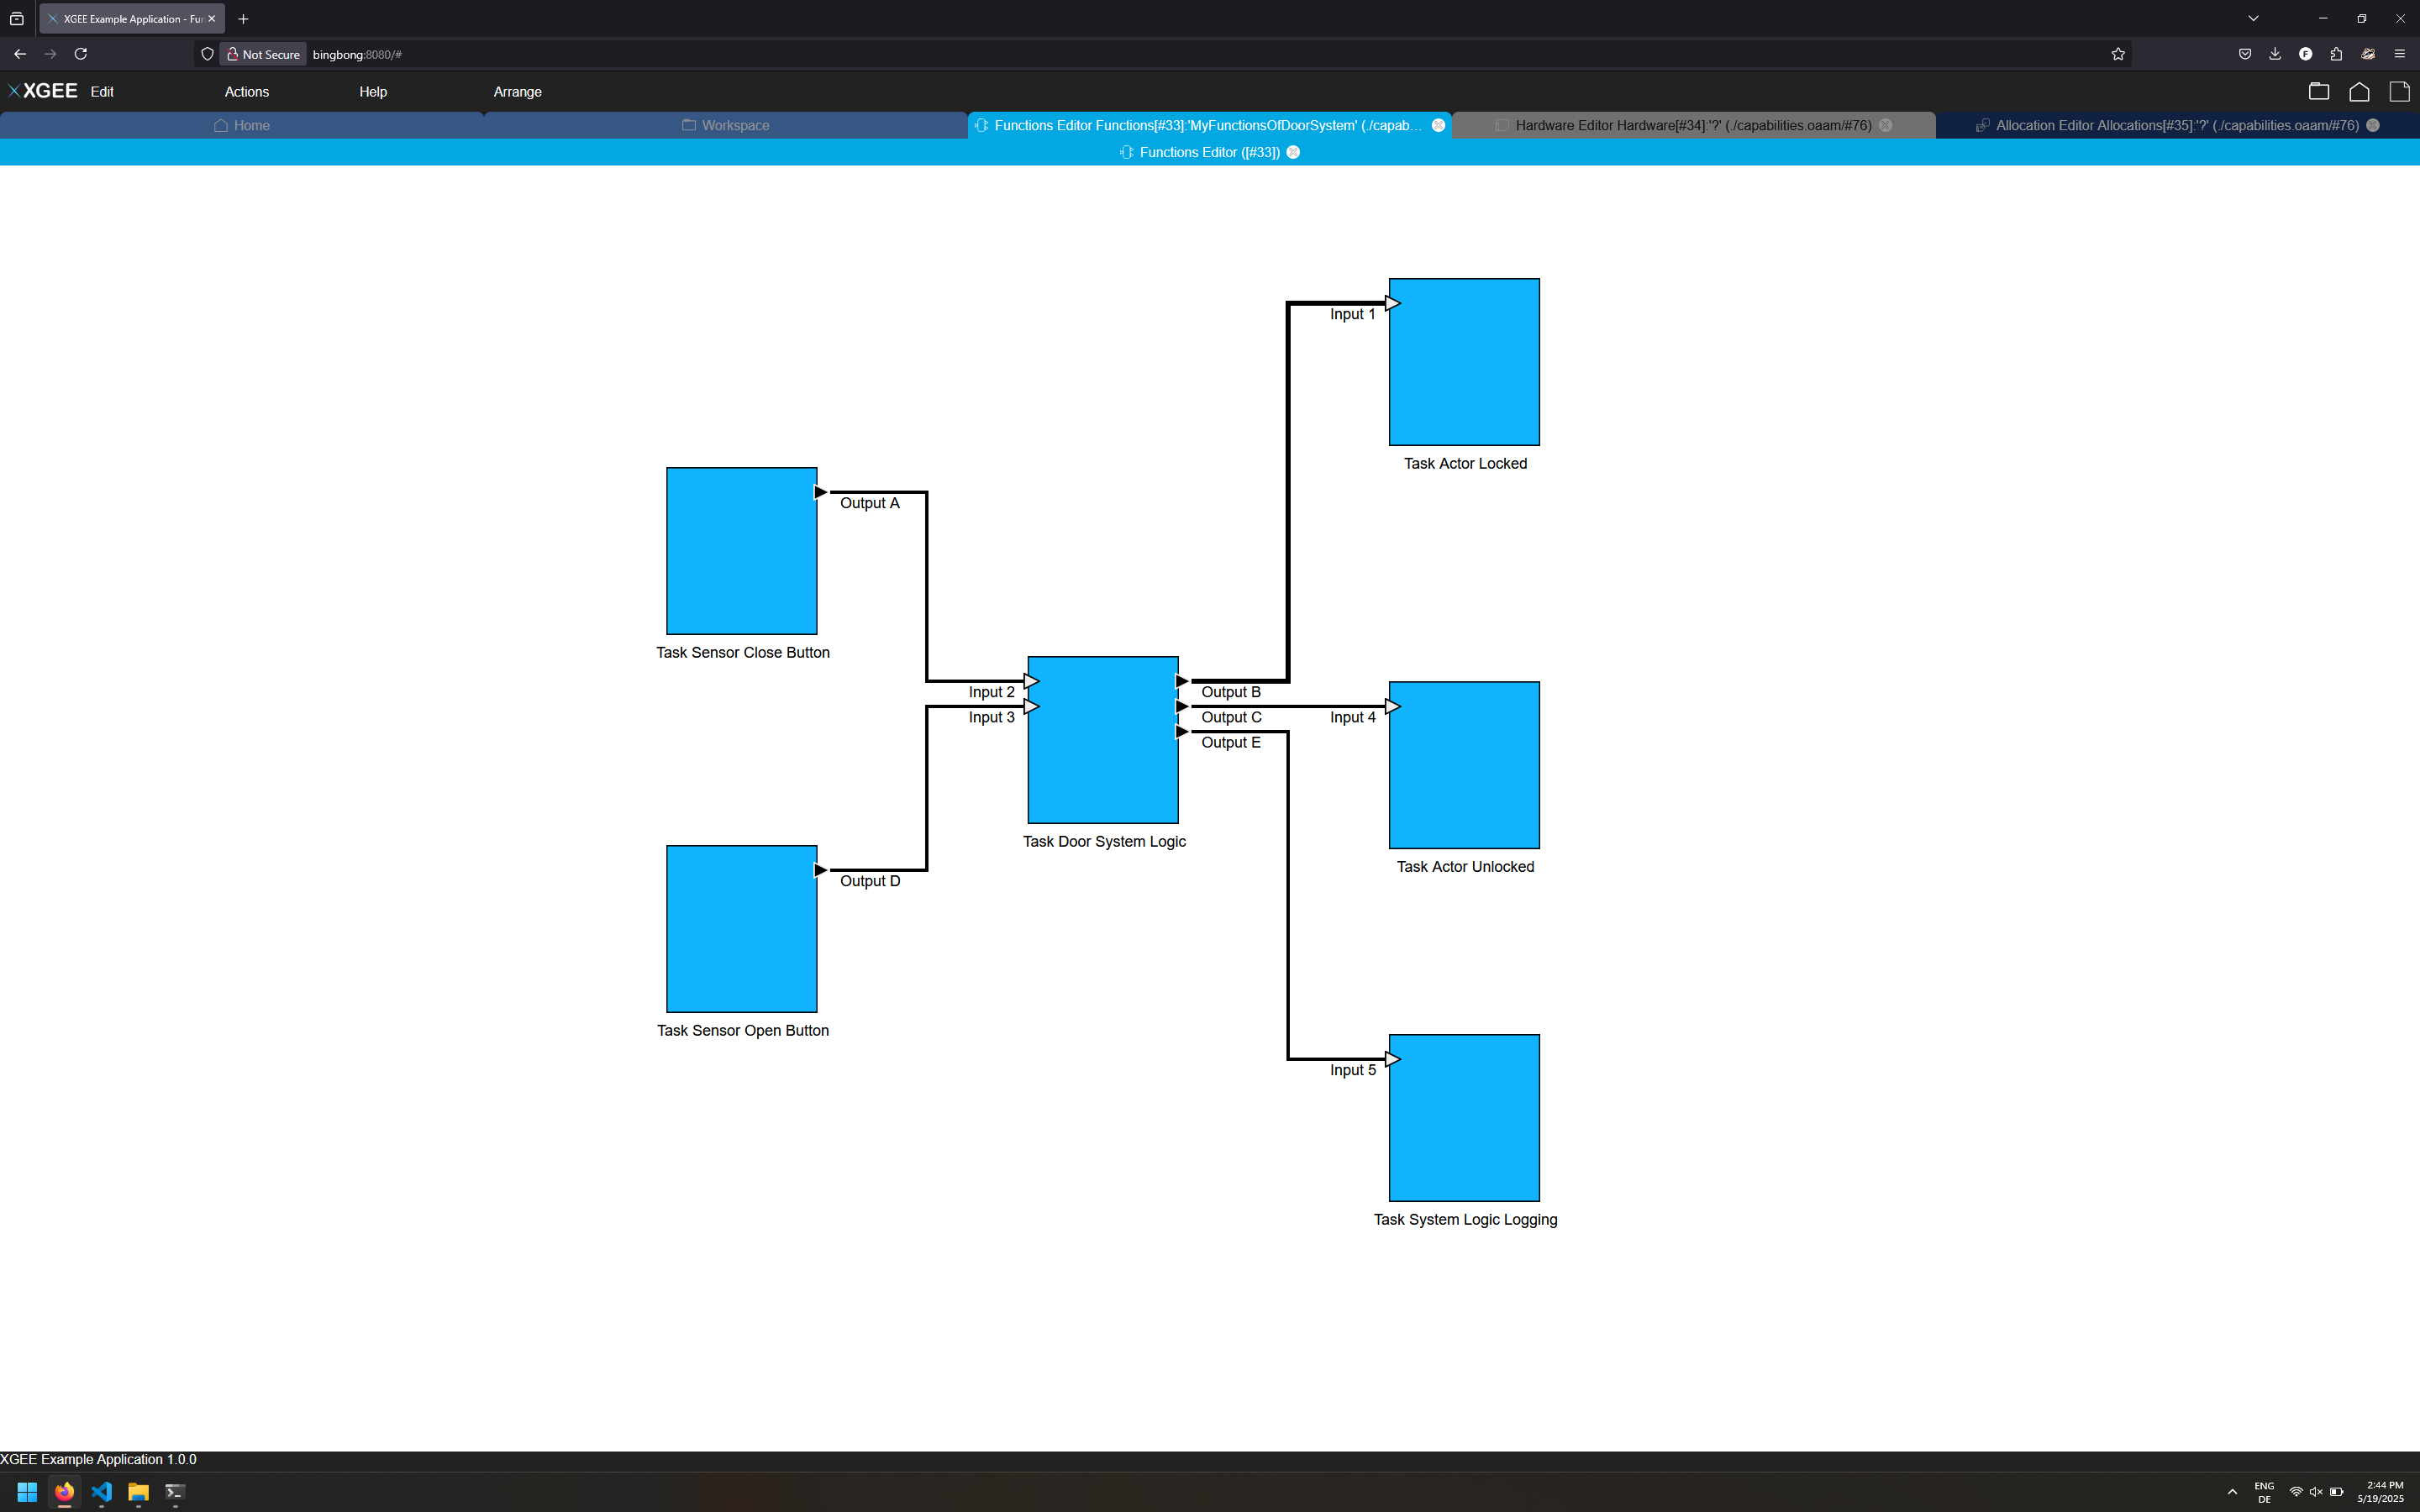 XGEE Example Application - Fur
Not Secure bingbong:8080/#
XGEE Edit Actions Help Arrange
Home Workspace Functions Editor Functions[#33]:'MyFunctionsOfDoorSystem' (./capab... Hardware Editor Hardware[#34]:'?' (./capabilities.oaam/#76) Allocation Editor Allocations[#35]:'?' (./capabilities.oaam/#76)
Functions Editor ([#33])
Input 1
Task Actor Locked
Output A
Task Sensor Close Button
Input 2
Output B
Input 3
Output C
Input 4
Output E
Task Door System Logic
Task Actor Unlocked
Output D
Task Sensor Open Button
Input 5
Task System Logic Logging
XGEE Example Application 1.0.0
ENG
DE
2:44 PM
5/19/2025